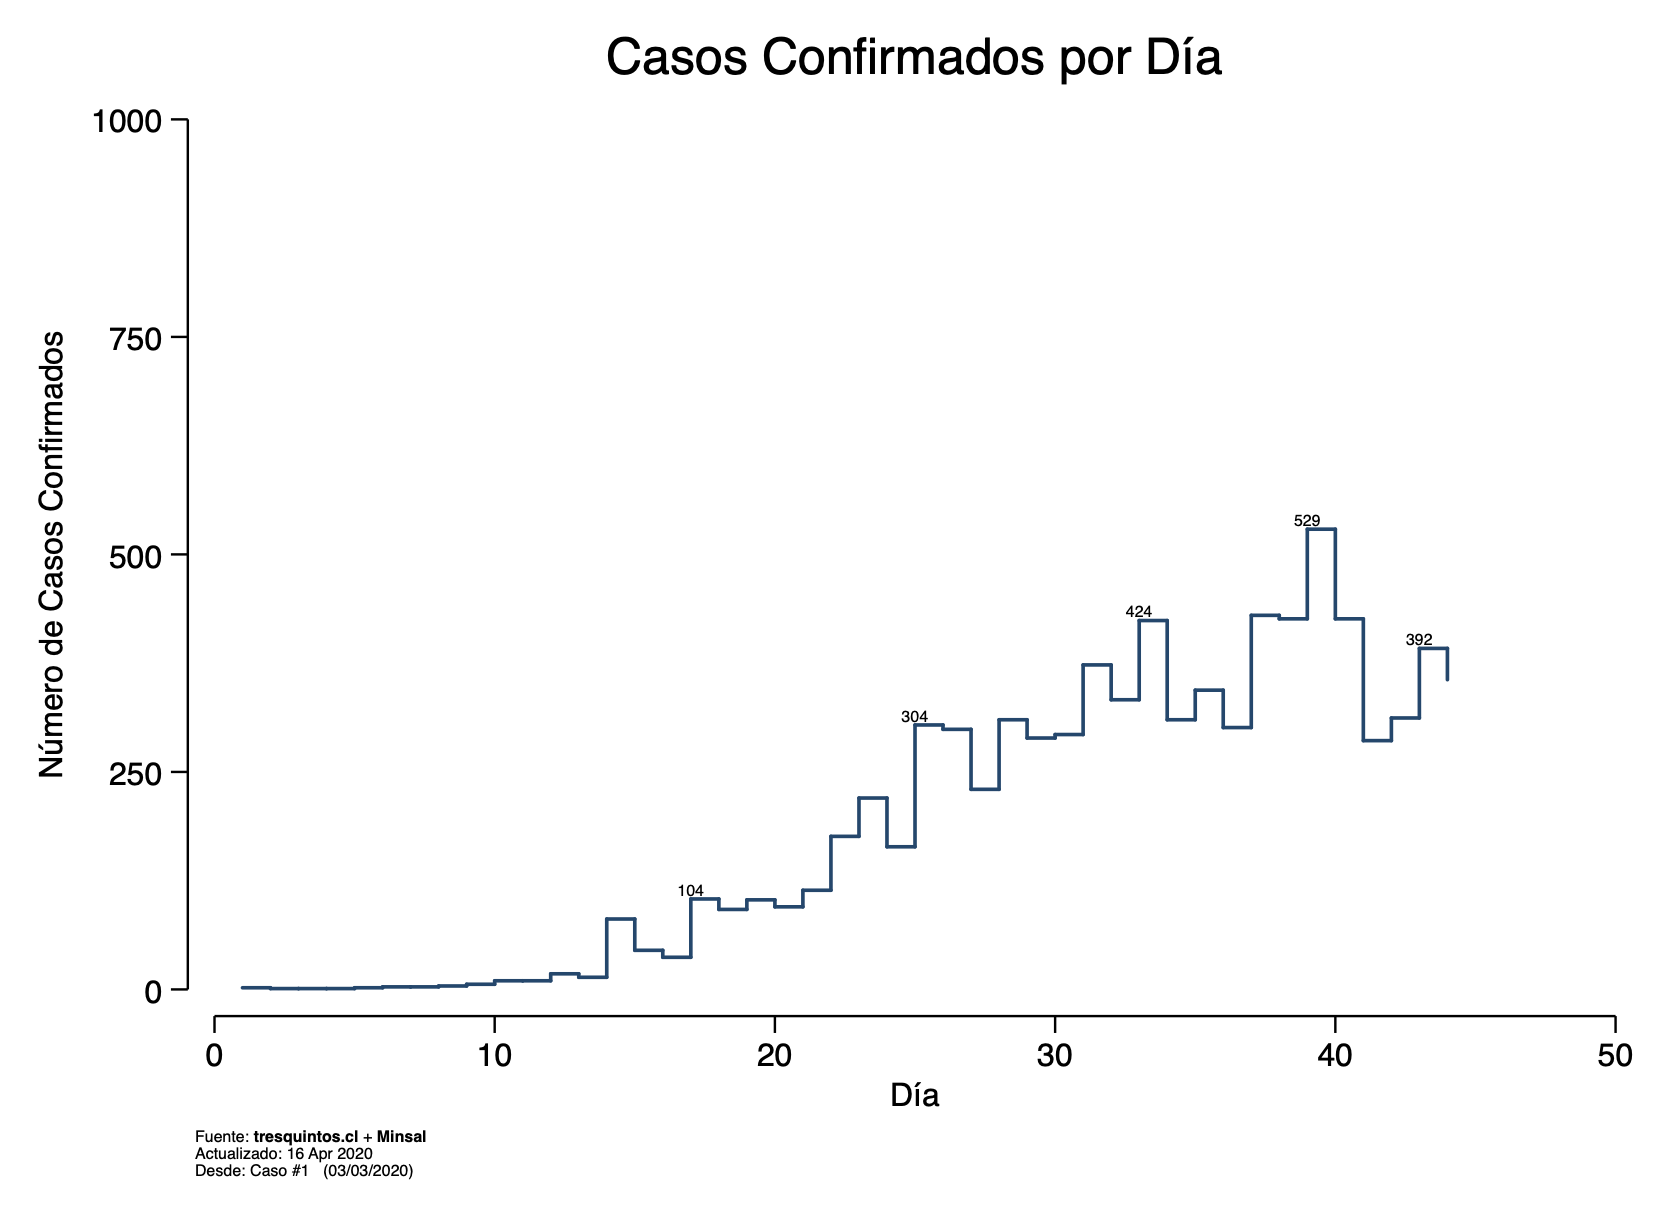 Casos Confirmados por Día
1000
750
500
250
0
Número de Casos Confirmados
104
304
424
529
392
0 10 20 30 40 50
Día
Fuente: tresquintos.cl + Minsal
Actualizado: 16 Apr 2020
Desde: Caso #1 (03/03/2020)